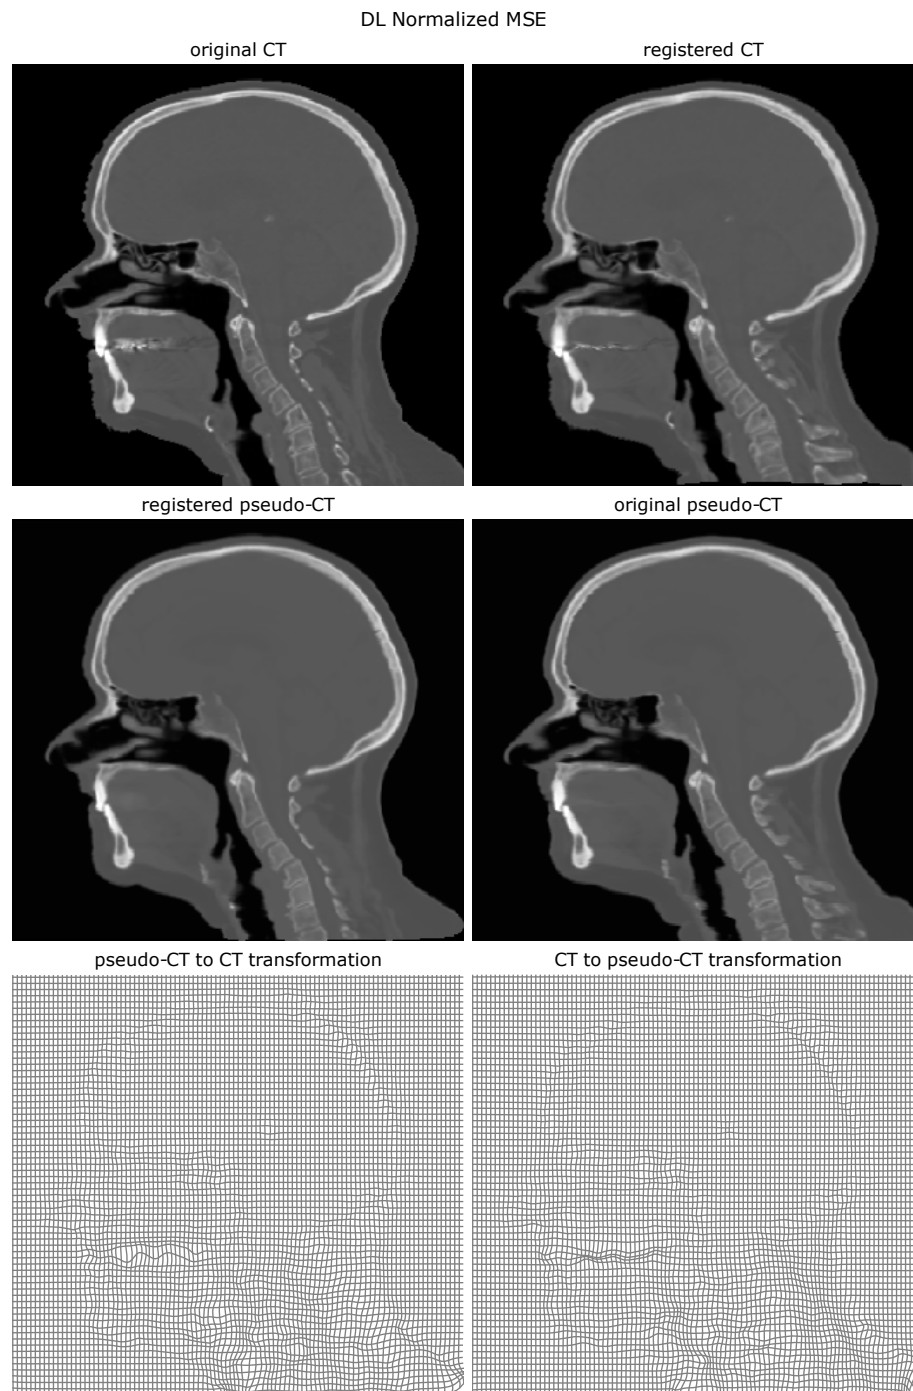 DL Normalized MSE
original CT
registered CT
registered pseudo-CT
original pseudo-CT
pseudo-CT to CT transformation
CT to pseudo-CT transformation